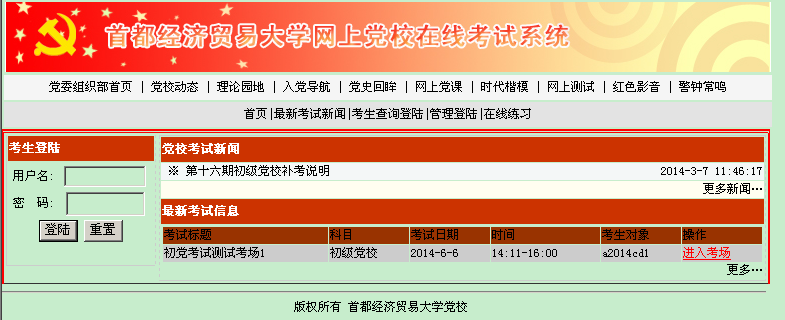 首都经济贸易大学网上党校在线考试系统
党委组织部首页 | 党校动态 | 理论园地 | 入党导航 | 党史回眸 | 网上党课 | 时代楷模 | 网上测试 | 红色影音 | 警钟常鸣
首页|最新考试新闻|考生查询登陆|管理登陆|在线练习
考生登陆
用户名:
密 码:
登陆 重置
党校考试新闻
※ 第十六期初级党校补考说明 2014-3-7 11:46:17
更多新闻…
最新考试信息
考试标题 科目 考试日期 时间 考生对象 操作
初党考试测试考场1 初级党校 2014-6-6 14:11-16:00 a2014cd1 进入考场
更多…
版权所有 首都经济贸易大学党校